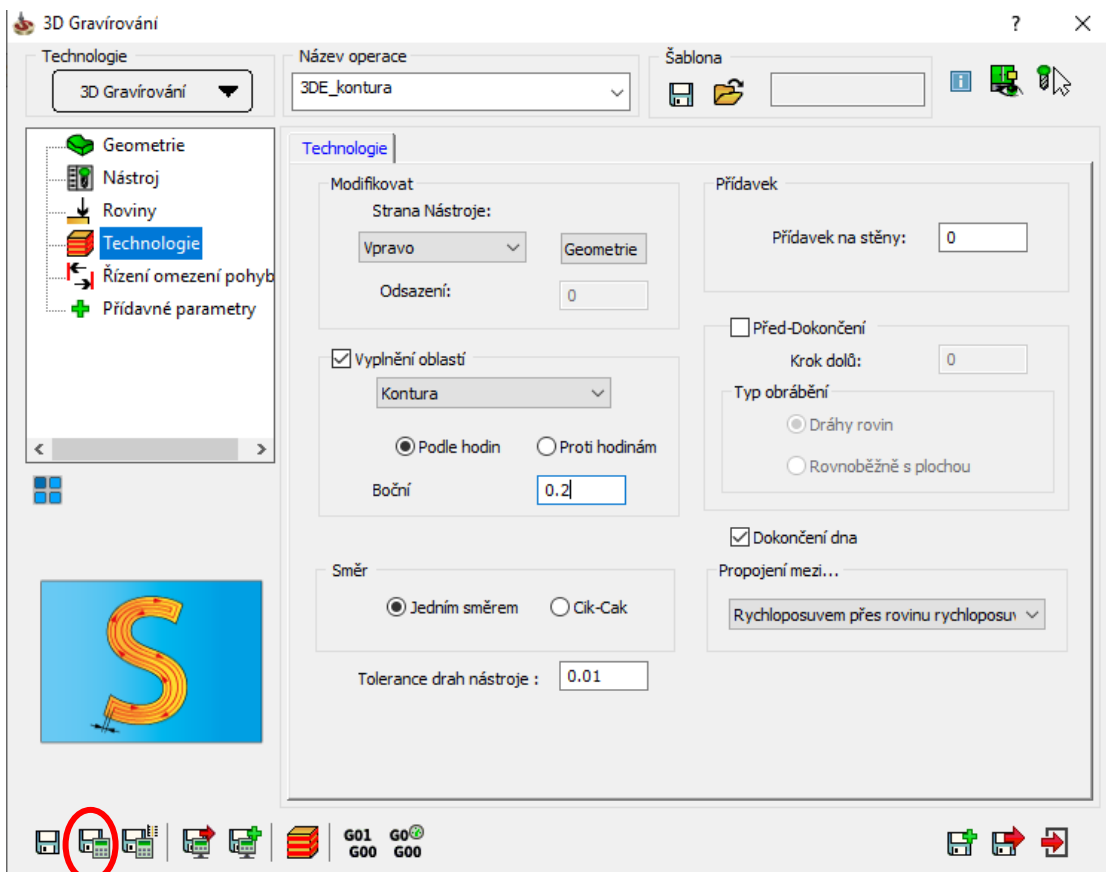 3D Gravírování
?
Technologie
3D Gravírování
Název operace
3DE_kontura
Šablona
Geometrie
Nástroj
Roviny
Technologie
Řízení omezení pohyb
Přídavné parametry
Technologie
Modifikovat
Strana Nástroje:
Vpravo
Geometrie
Odsazení:
0
Vyplnění oblastí
Kontura
Podle hodin
Proti hodinám
Boční
0.2
Směr
Jedním směrem
Cik-Cak
Tolerance drah nástroje :
0.01
Přídavek
Přídavek na stěny:
0
Před-Dokončení
Krok dolů:
0
Typ obrábění
Dráhy rovin
Rovnoběžně s plochou
Dokončení dna
Propojení mezi...
Rychloposuvem přes rovinu rychloposuv
G01
G00
G0
G00